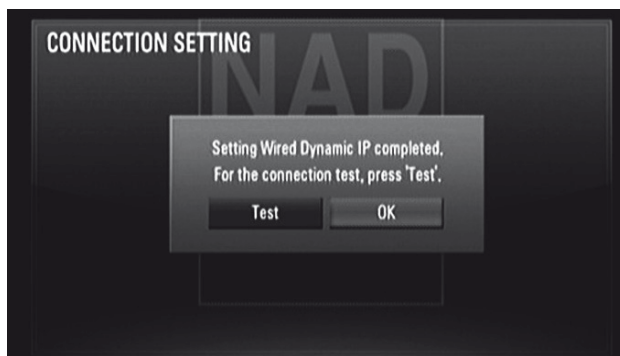 CONNECTION SETTING
NAD
Setting Wired Dynamic IP completed.
For the connection test, press 'Test'.
Test
OK